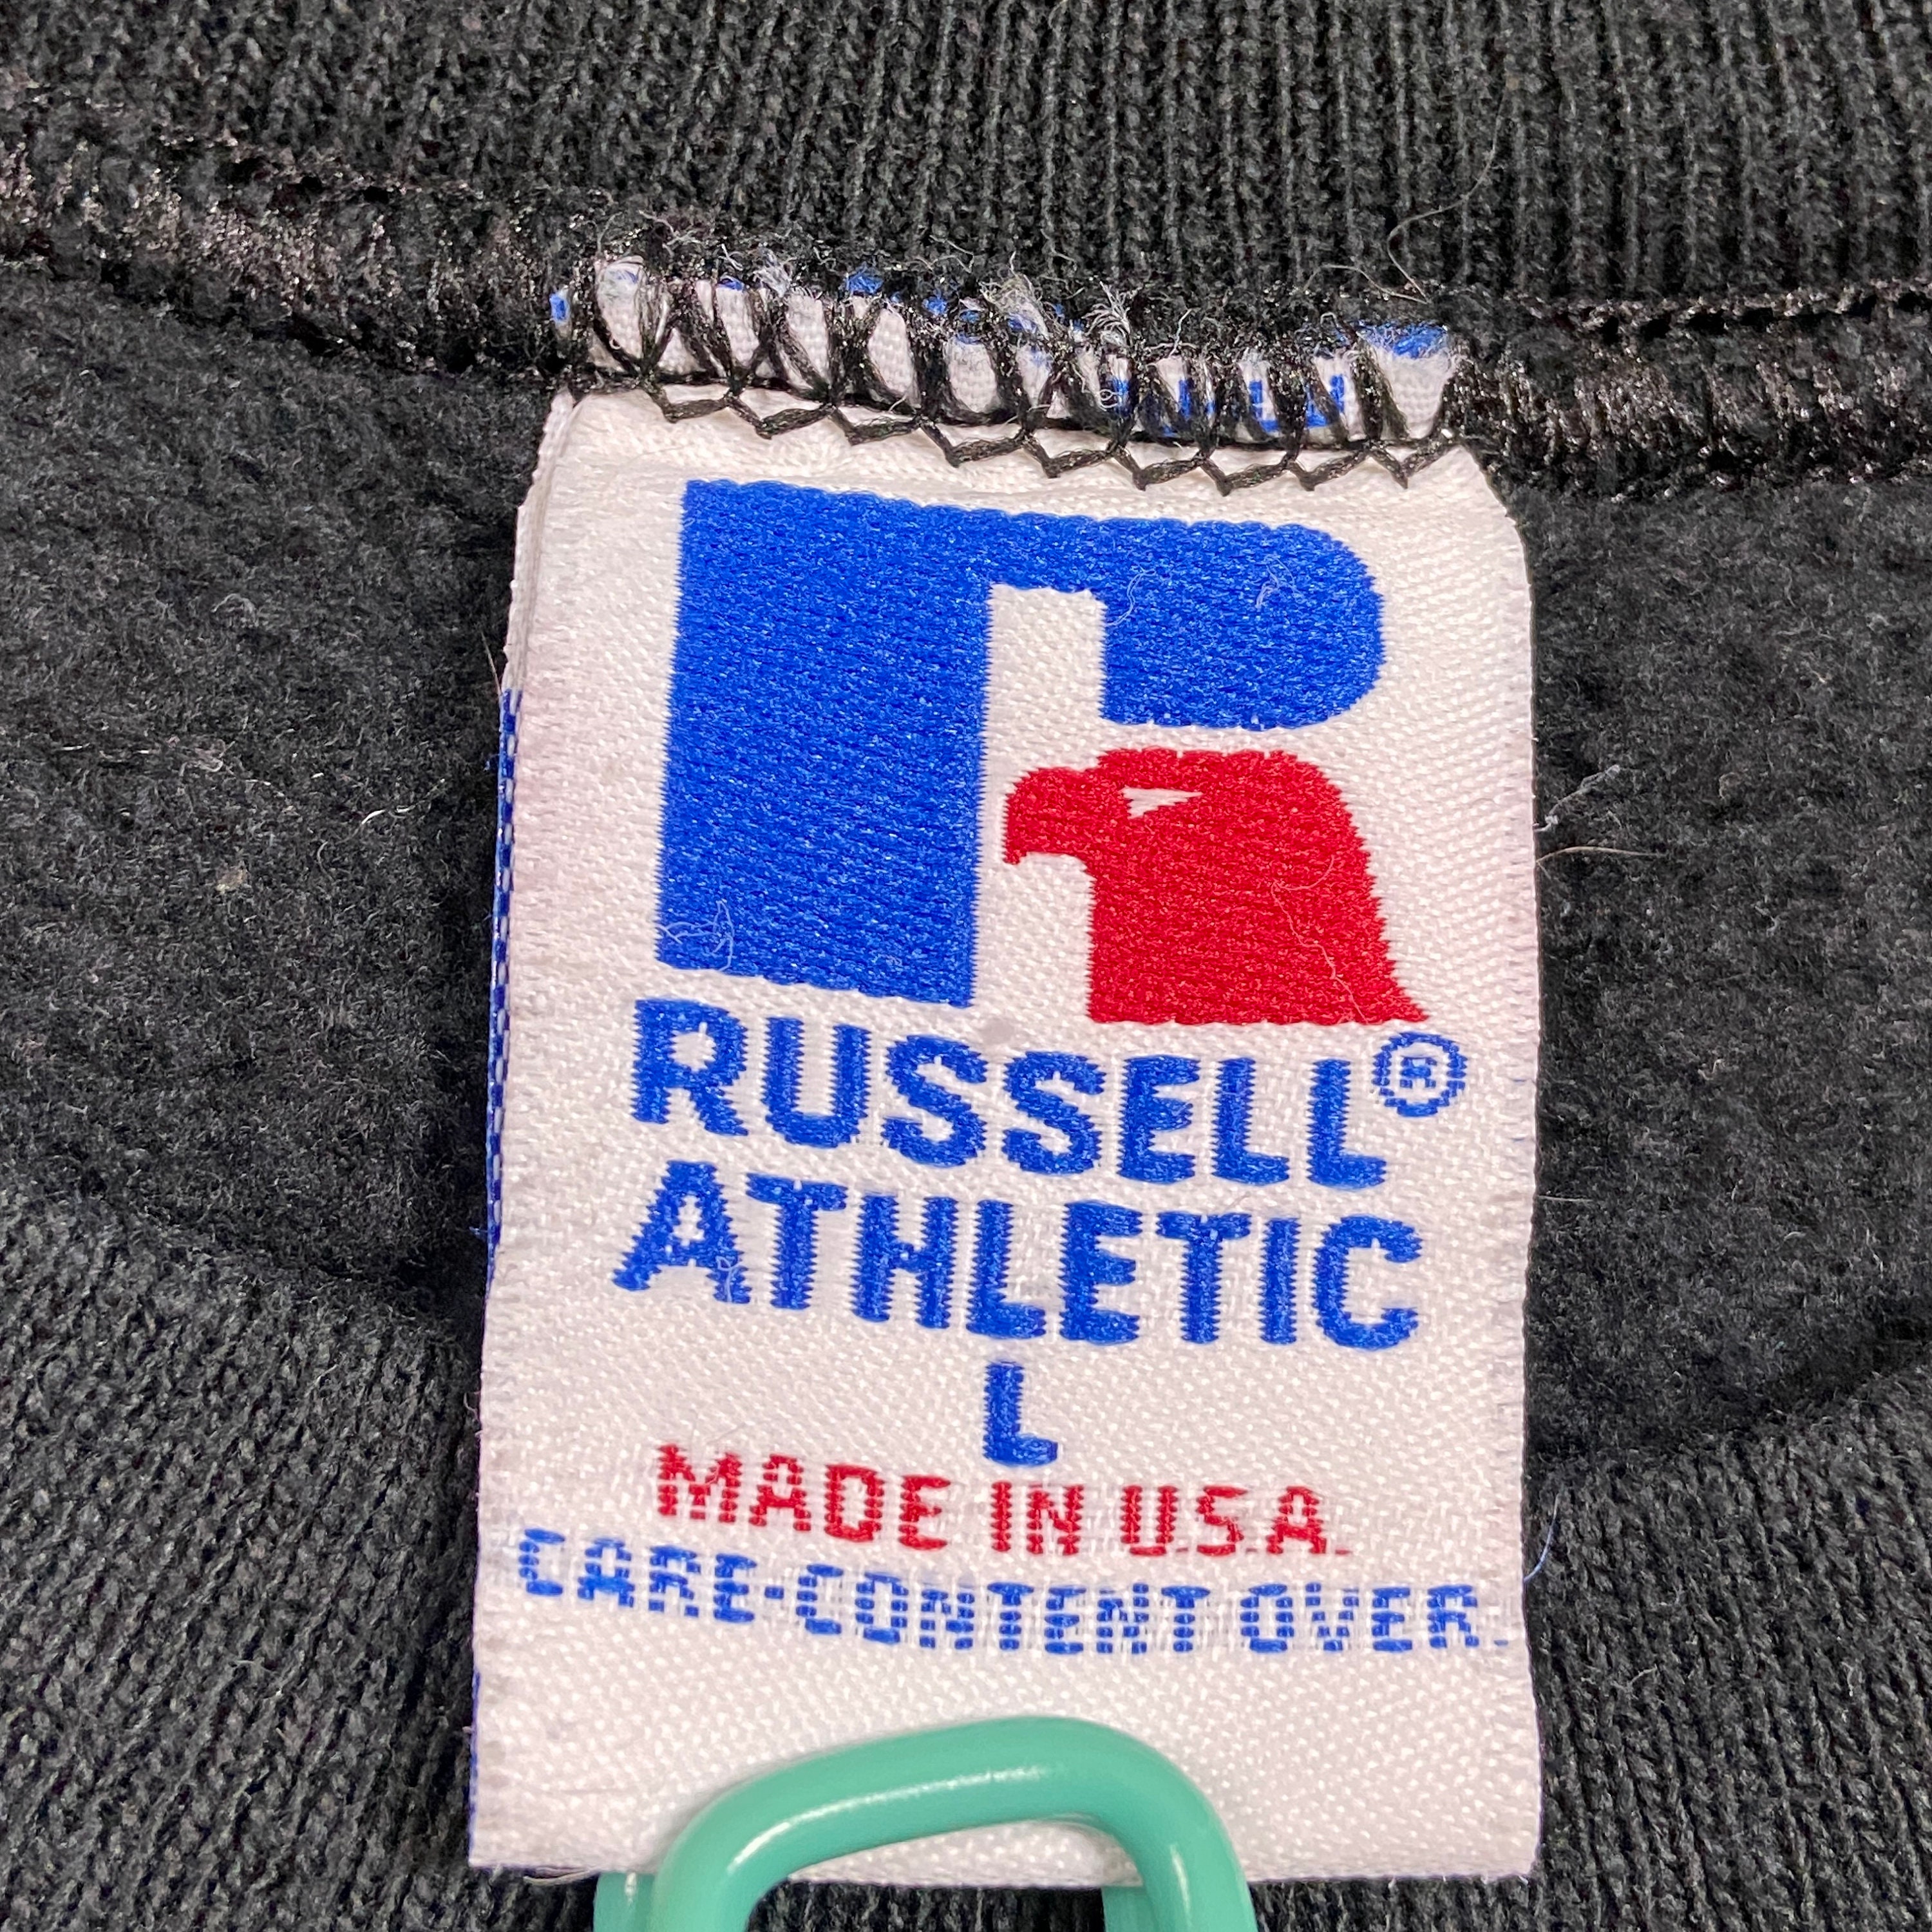 RUSSELL®
ATHLETIC
L
MADE IN U.S.A.
CARE-CONTENT OVER.